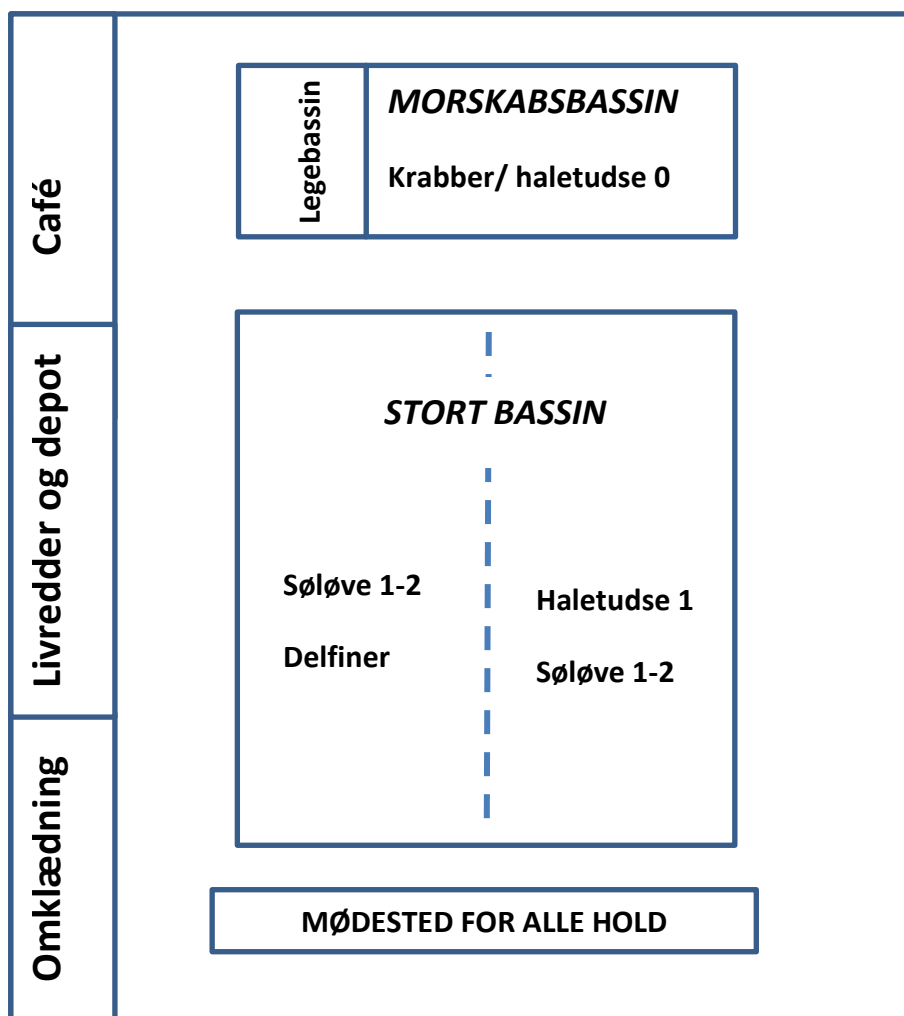 Café
Livredder og depot
Omklædning
Legebassin
MORSKABSBASSIN
Krabber/ haletudse 0
STORT BASSIN
Søløve 1-2
Delfiner
Haletudse 1
Søløve 1-2
MØDESTED FOR ALLE HOLD